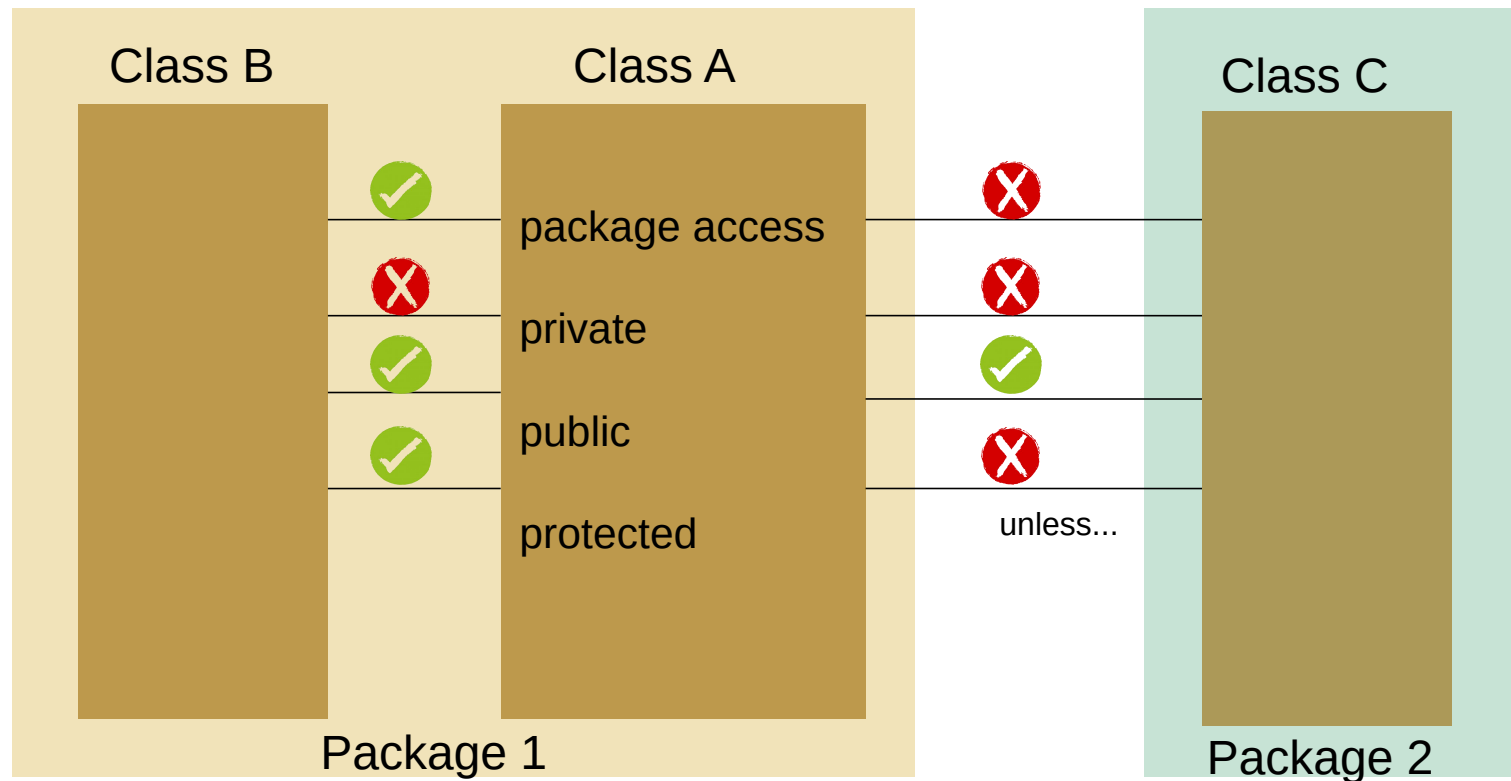 Class B
Class A
Class C
package access
private
public
protected
unless...
Package 1
Package 2